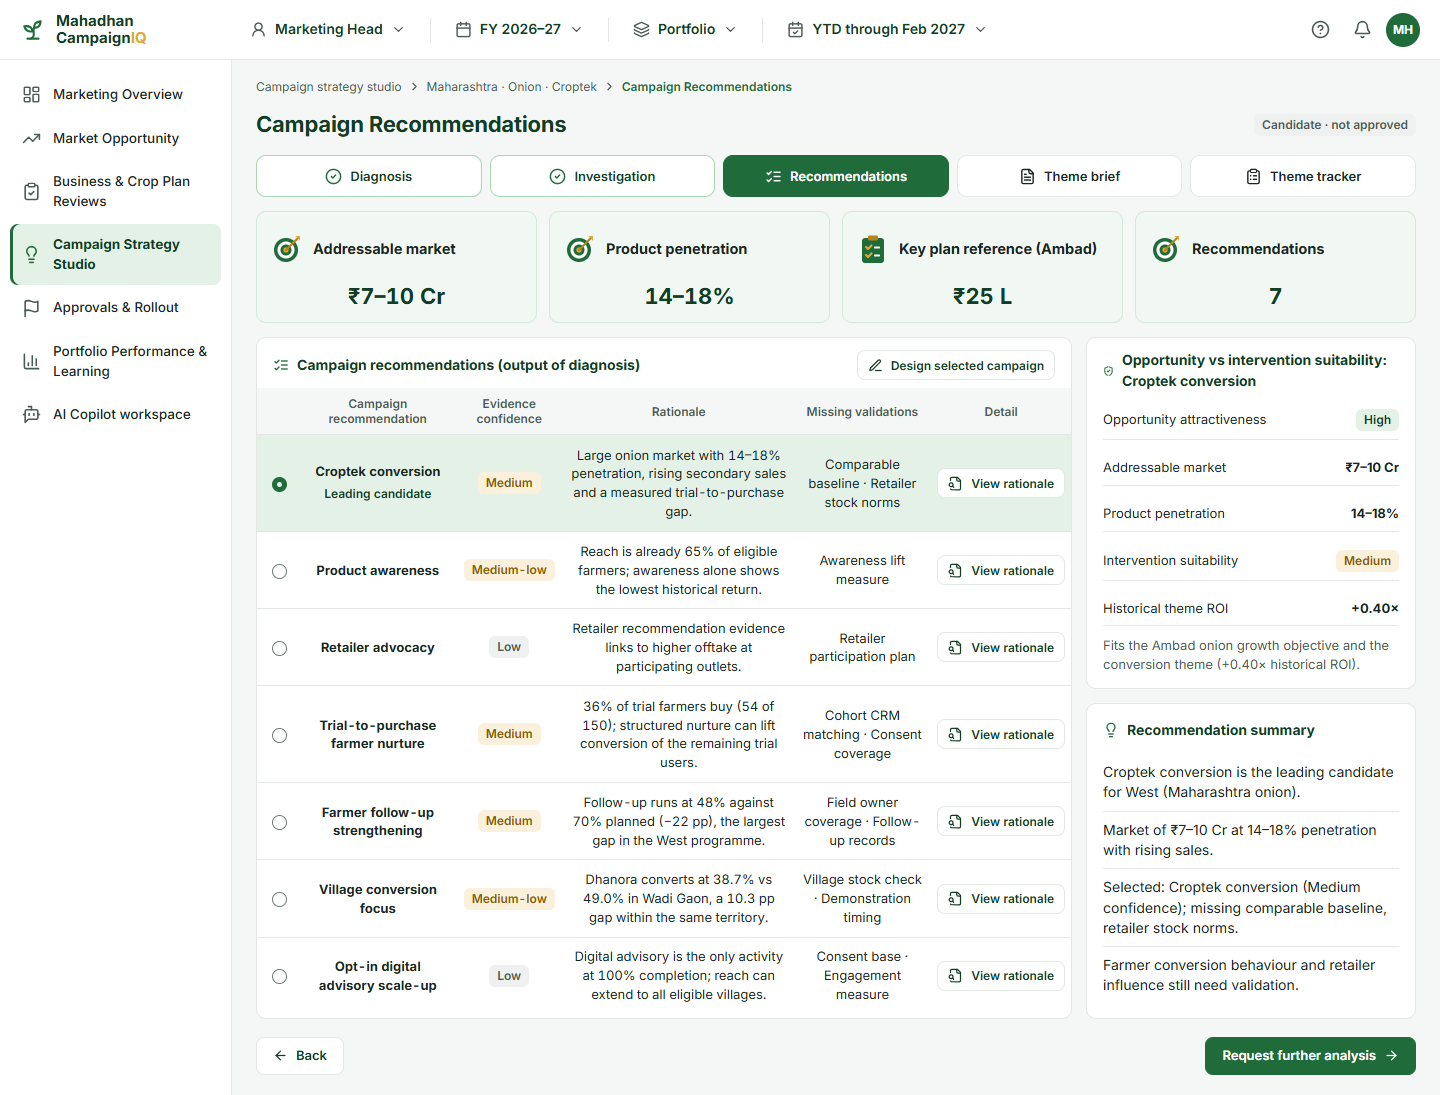 Mahadhan
CampaignIQ
Marketing Head
FY 2026–27
Portfolio
YTD through Feb 2027
MH
Marketing Overview
Market Opportunity
Business & Crop Plan
Reviews
Campaign Strategy
Studio
Approvals & Rollout
Portfolio Performance &
Learning
AI Copilot workspace
Campaign strategy studio
Maharashtra · Onion · Croptek
Campaign Recommendations
Campaign Recommendations
Candidate · not approved
Diagnosis
Investigation
Recommendations
Theme brief
Theme tracker
Addressable market
₹7–10 Cr
Product penetration
14–18%
Key plan reference (Ambad)
₹25 L
Recommendations
7
Campaign recommendations (output of diagnosis)
Design selected campaign
Campaign
recommendation
Evidence
confidence
Rationale
Missing validations
Detail
Croptek conversion
Leading candidate
Medium
Large onion market with 14–18%
penetration, rising secondary sales
and a measured trial-to-purchase
gap.
Comparable
baseline · Retailer
stock norms
View rationale
Product awareness
Medium-low
Reach is already 65% of eligible
farmers; awareness alone shows
the lowest historical return.
Awareness lift
measure
View rationale
Retailer advocacy
Low
Retailer recommendation evidence
links to higher offtake at
participating outlets.
Retailer
participation plan
View rationale
Trial-to-purchase
farmer nurture
Medium
36% of trial farmers buy (54 of
150); structured nurture can lift
conversion of the remaining trial
users.
Cohort CRM
matching · Consent
coverage
View rationale
Farmer follow-up
strengthening
Medium
Follow-up runs at 48% against
70% planned (−22 pp), the largest
gap in the West programme.
Field owner
coverage · Follow-
up records
View rationale
Village conversion
focus
Medium-low
Dhanora converts at 38.7% vs
49.0% in Wadi Gaon, a 10.3 pp
gap within the same territory.
Village stock check
· Demonstration
timing
View rationale
Opt-in digital
advisory scale-up
Low
Digital advisory is the only activity
at 100% completion; reach can
extend to all eligible villages.
Consent base ·
Engagement
measure
View rationale
Opportunity vs intervention suitability:
Croptek conversion
Opportunity attractiveness
High
Addressable market
₹7–10 Cr
Product penetration
14–18%
Intervention suitability
Medium
Historical theme ROI
+0.40×
Fits the Ambad onion growth objective and the
conversion theme (+0.40× historical ROI).
Recommendation summary
Croptek conversion is the leading candidate
for West (Maharashtra onion).
Market of ₹7–10 Cr at 14–18% penetration
with rising sales.
Selected: Croptek conversion (Medium
confidence); missing comparable baseline,
retailer stock norms.
Farmer conversion behaviour and retailer
influence still need validation.
Back
Request further analysis